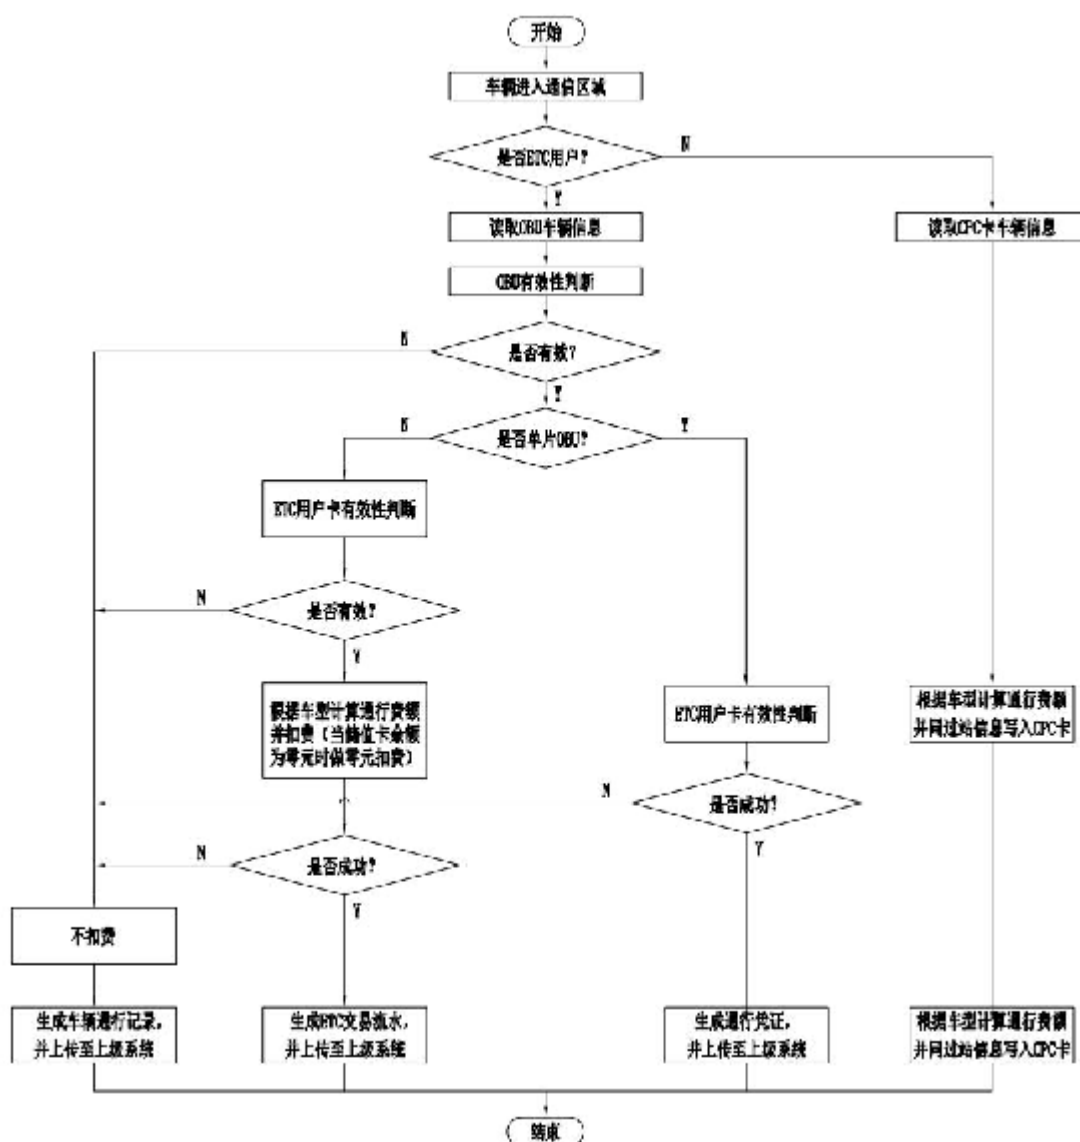 开始
车辆进入通信区域
是否ETC用户?
N
Y
读取OBU车辆信息
读取CPC卡车辆信息
OBU有效性判断
N
是否有效?
Y
N
是否单片OBU?
Y
ETC用户卡有效性判断
N
是否有效?
Y
根据车型计算通行费额
并扣费（当储值卡余额
为零元时做零元扣费）
ETC用户卡有效性判断
根据车型计算通行费额
并同过站信息写入CPC卡
N
是否成功?
Y
N
是否成功?
Y
不扣费
生成车辆通行记录，
并上传至上级系统
生成ETC交易流水，
并上传至上级系统
生成通行凭证，
并上传至上级系统
根据车型计算通行费额
并同过站信息写入CPC卡
结束